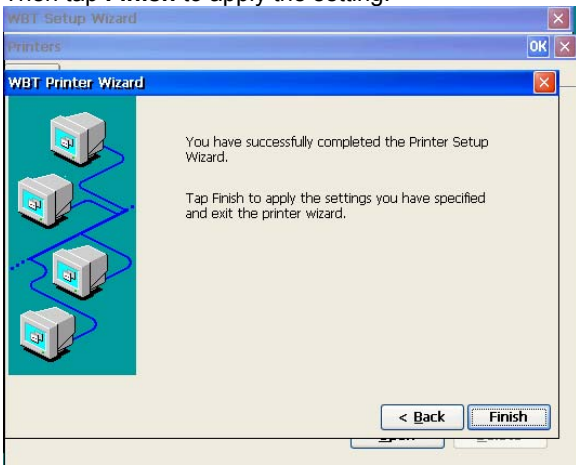 Then tap Finish to apply the setting.
WBT Setup Wizard
Printers
OK
WBT Printer Wizard
You have successfully completed the Printer Setup
Wizard.
Tap Finish to apply the settings you have specified
and exit the printer wizard.
< Back
Finish